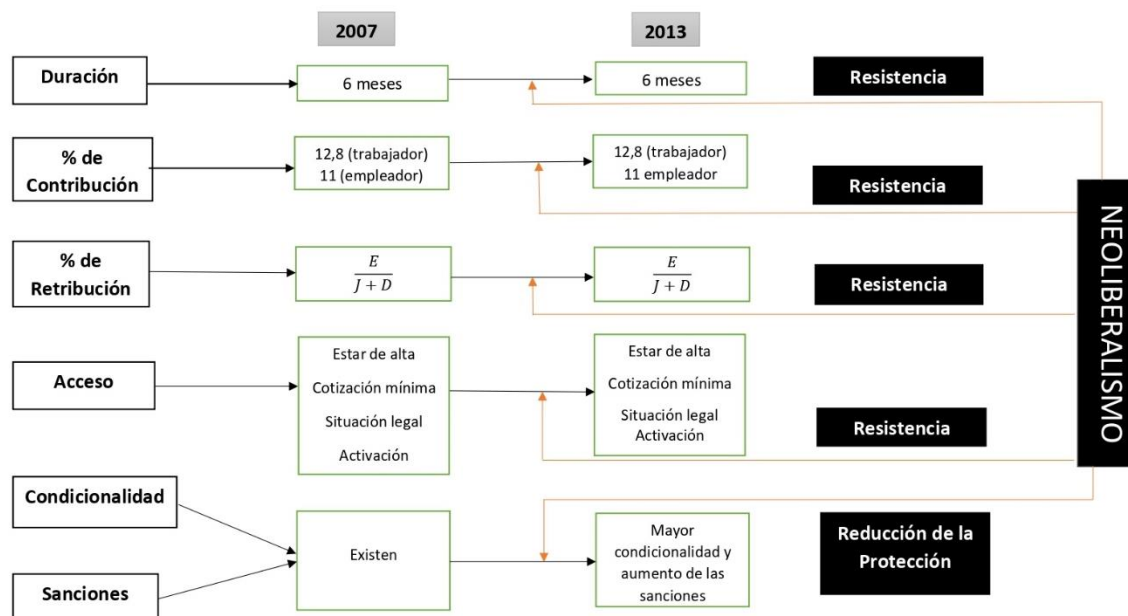 2007
2013
Duración
6 meses
6 meses
Resistencia
% de
Contribución
12,8 (trabajador)
11 (empleador)
12,8 (trabajador)
11 empleador
Resistencia
% de
Retribución
E
J + D
E
J + D
Resistencia
Acceso
Estar de alta
Cotización mínima
Situación legal
Activación
Estar de alta
Cotización mínima
Situación legal
Activación
Resistencia
Condicionalidad
Sanciones
Existen
Mayor
condicionalidad y
aumento de las
sanciones
Reducción de la
Protección
NEOLIBERALISMO